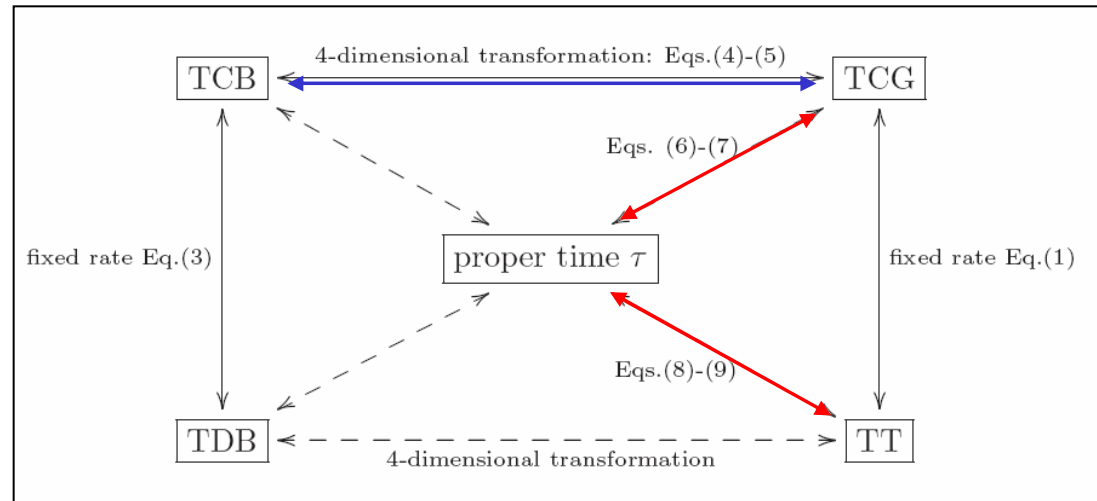 4-dimensional transformation: Eqs.(4)-(5)
TCB
TCG
Eqs. (6)-(7)
fixed rate Eq.(3)
proper time τ
fixed rate Eq.(1)
Eqs.(8)-(9)
TDB
TT
4-dimensional transformation